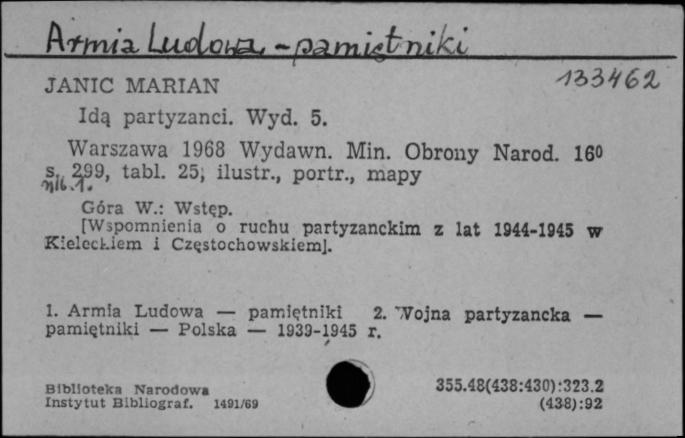 Armia Ludowa - pamiętniki
133462
JANIC MARIAN
Idą partyzanci. Wyd. 5.
Warszawa 1968 Wydawn. Min. Obrony Narod. 16⁰
s. 299, tabl. 25, ilustr., portr., mapy
nlb. 1.
Góra W.: Wstęp.
[Wspomnienia o ruchu partyzanckim z lat 1944-1945 w
Kieleckiem i Częstochowskiem].
1. Armia Ludowa — pamiętniki 2. Wojna partyzancka —
pamiętniki — Polska — 1939-1945 r.
Biblioteka Narodowa 355.48(438:430):323.2
Instytut Bibliograf. 1491/69 (438):92